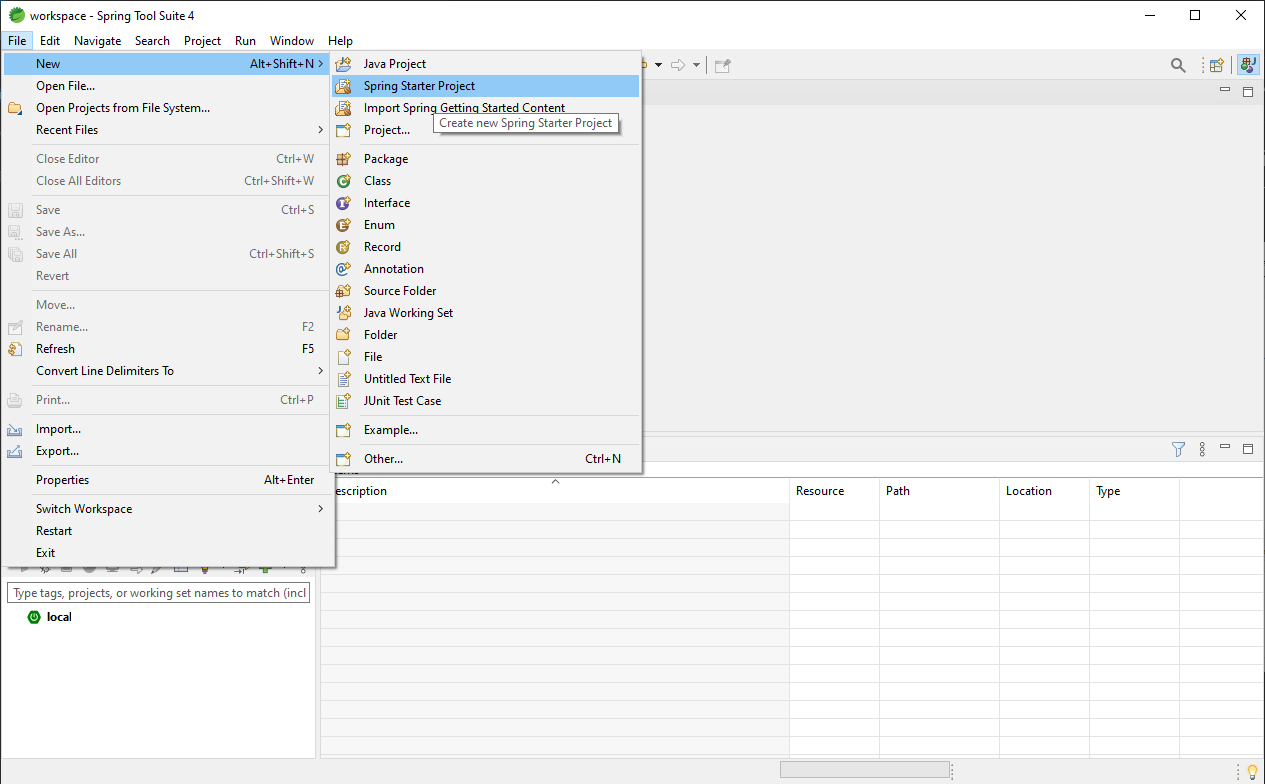 workspace - Spring Tool Suite 4
File Edit Navigate Search Project Run Window Help
New Alt+Shift+N
Open File...
Open Projects from File System...
Recent Files
Close Editor Ctrl+W
Close All Editors Ctrl+Shift+W
Save Ctrl+S
Save As...
Save All Ctrl+Shift+S
Revert
Move...
Rename... F2
Refresh F5
Convert Line Delimiters To
Print... Ctrl+P
Import...
Export...
Properties Alt+Enter
Switch Workspace
Restart
Exit
Java Project
Spring Starter Project
Import Spring Getting Started Content
Create new Spring Starter Project
Project...
Package
Class
Interface
Enum
Record
Annotation
Source Folder
Java Working Set
Folder
File
Untitled Text File
JUnit Test Case
Example...
Other... Ctrl+N
escription Resource Path Location Type
Type tags, projects, or working set names to match (incl
local